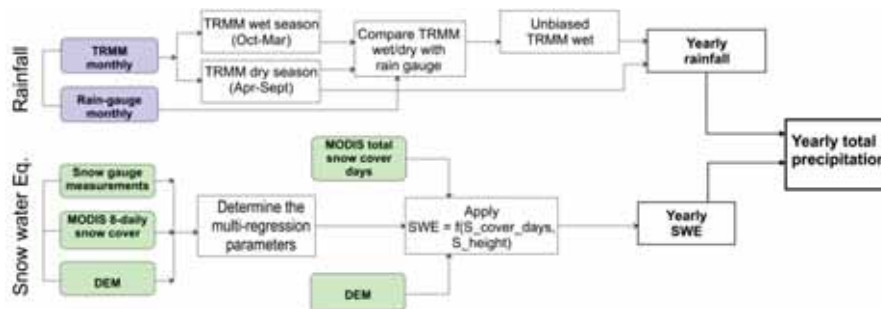 Rainfall
TRMM
monthly
Rain-gauge
monthly
TRMM wet season
(Oct-Mar)
TRMM dry season
(Apr-Sept)
Compare TRMM
wet/dry with
rain gauge
Unbiased
TRMM wet
Yearly
rainfall
Yearly total
precipitation
Snow water Eq.
Snow gauge
measurements
MODIS 8-daily
snow cover
DEM
Determine the
multi-regression
parameters
MODIS total
snow cover
days
Apply
SWE = f(S_cover_days,
S_height)
DEM
Yearly
SWE